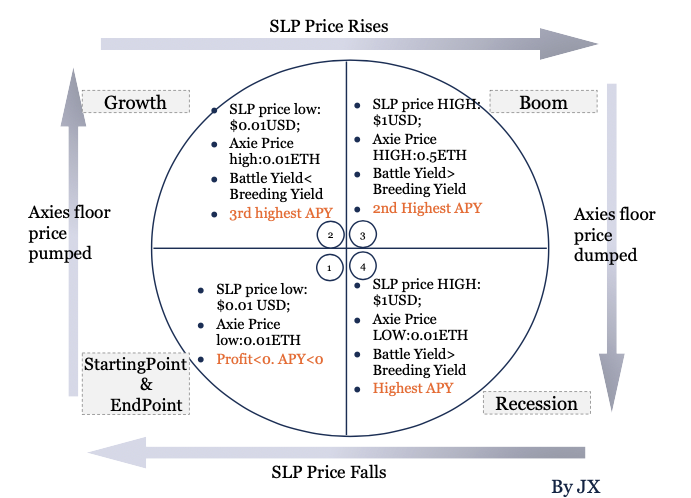 SLP Price Rises
Growth
Boom
SLP price low:
$0.01USD;
Axie Price
high:0.01ETH
Battle Yield<
Breeding Yield
3rd highest APY
SLP price HIGH:
$1USD;
Axie Price
HIGH:0.5ETH
Battle Yield>
Breeding Yield
2nd Highest APY
Axies floor
price
pumped
Axies floor
price
dumped
2
3
1
4
SLP price low:
$0.01 USD;
Axie Price
low:0.01ETH
Profit<0. APY<0
SLP price HIGH:
$1USD;
Axie Price
LOW:0.01ETH
Battle Yield>
Breeding Yield
Highest APY
StartingPoint
&
EndPoint
Recession
SLP Price Falls
By JX